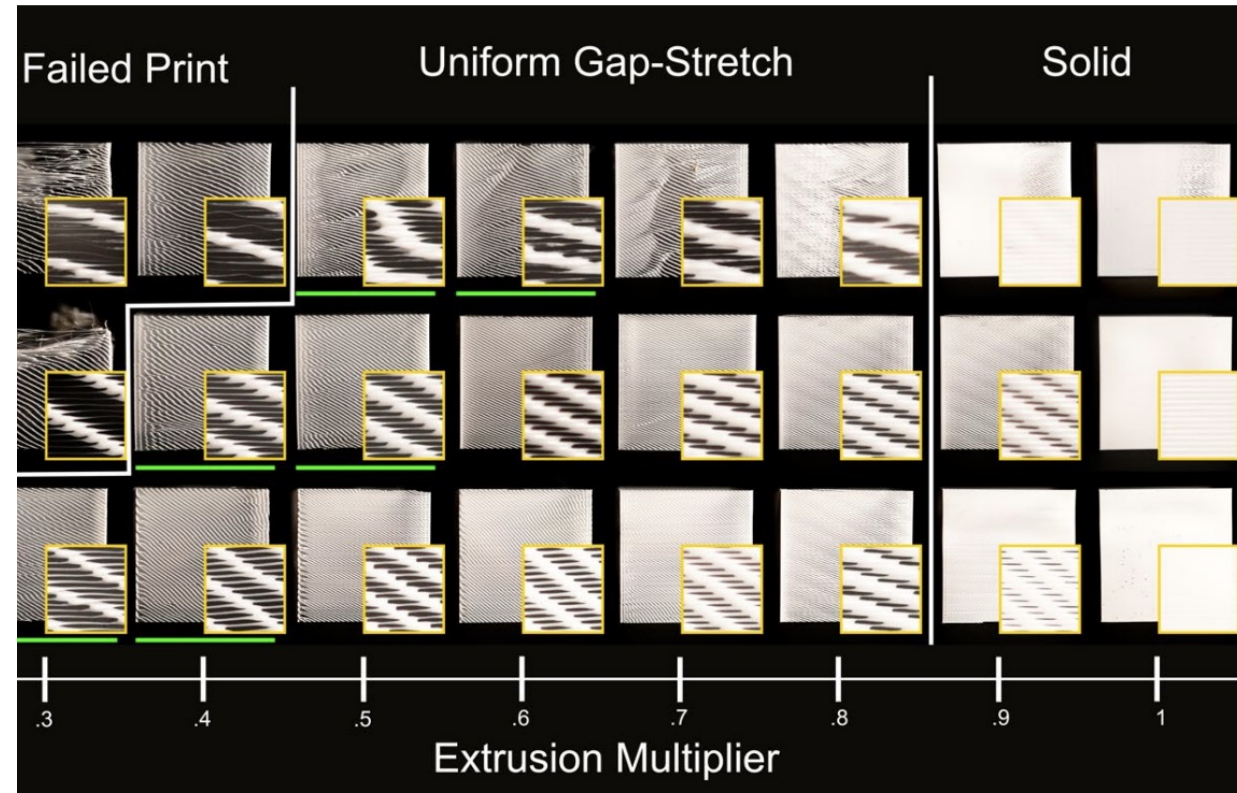 Failed Print
Uniform Gap-Stretch
Solid
.3
.4
.5
.6
.7
.8
.9
1
Extrusion Multiplier